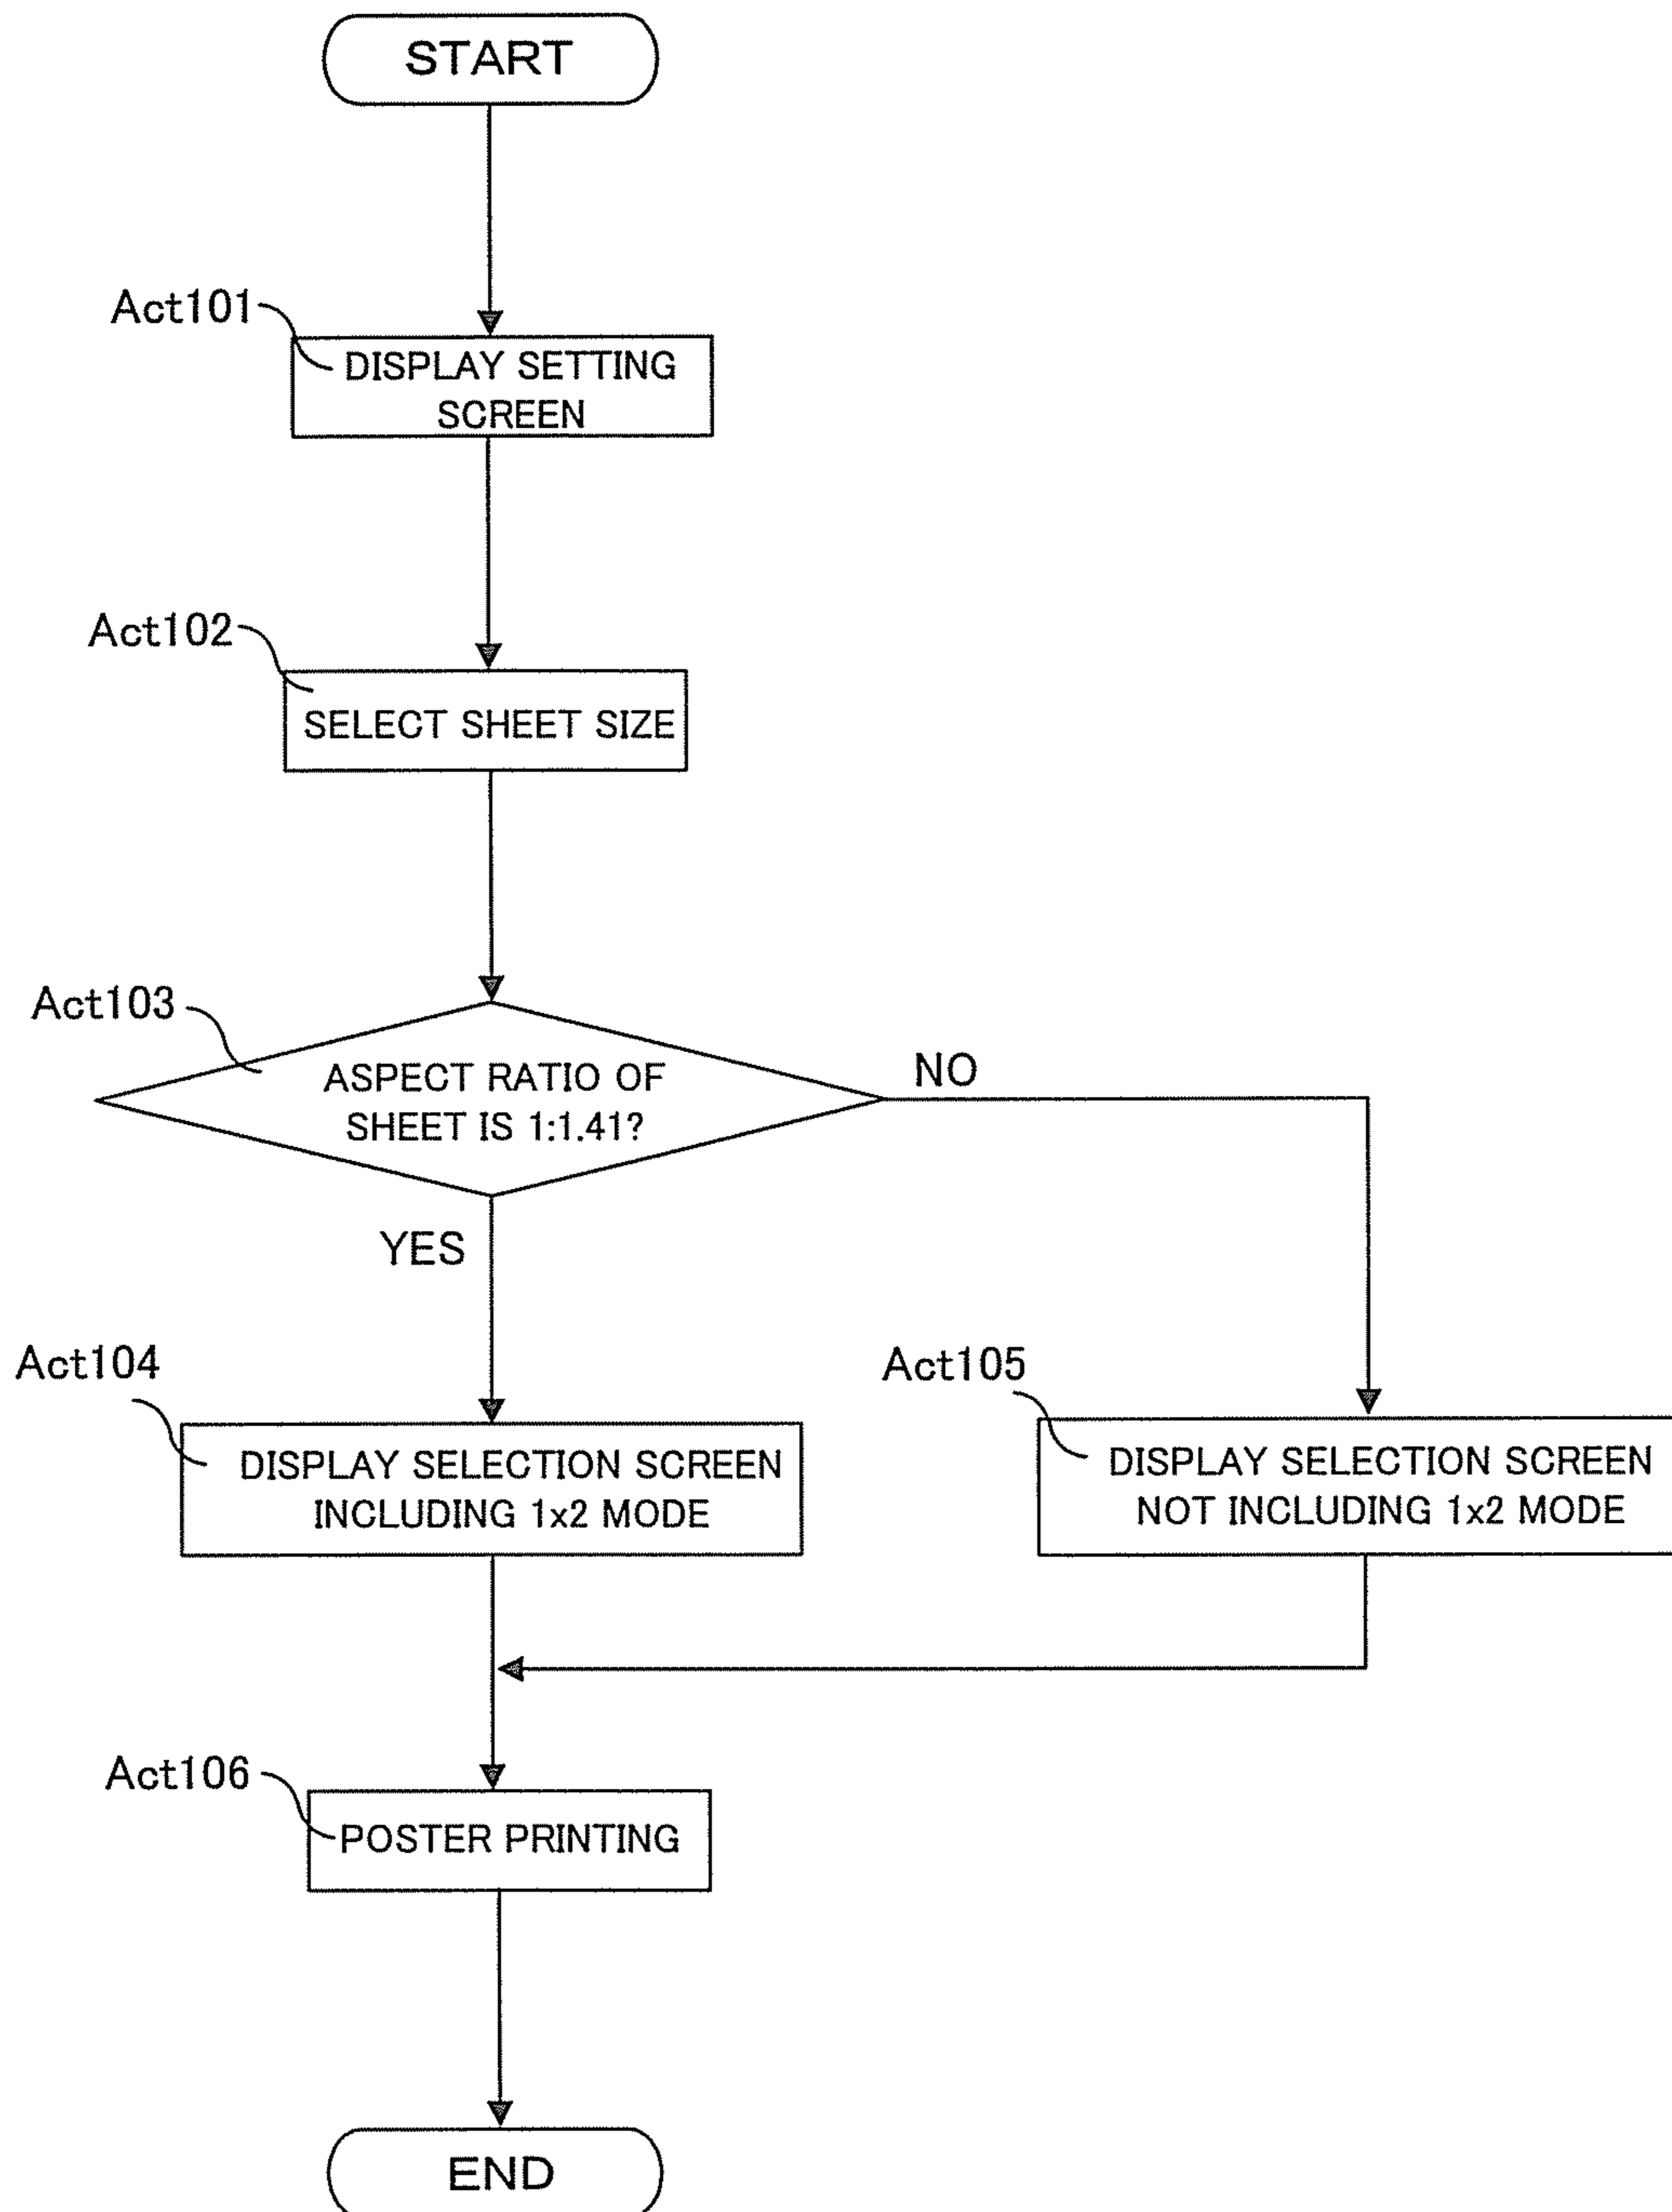 START
Act101
DISPLAY SETTING
SCREEN
Act102
SELECT SHEET SIZE
Act103
ASPECT RATIO OF
SHEET IS 1:1.41?
NO
YES
Act104
DISPLAY SELECTION SCREEN
INCLUDING 1x2 MODE
Act105
DISPLAY SELECTION SCREEN
NOT INCLUDING 1x2 MODE
Act106
POSTER PRINTING
END